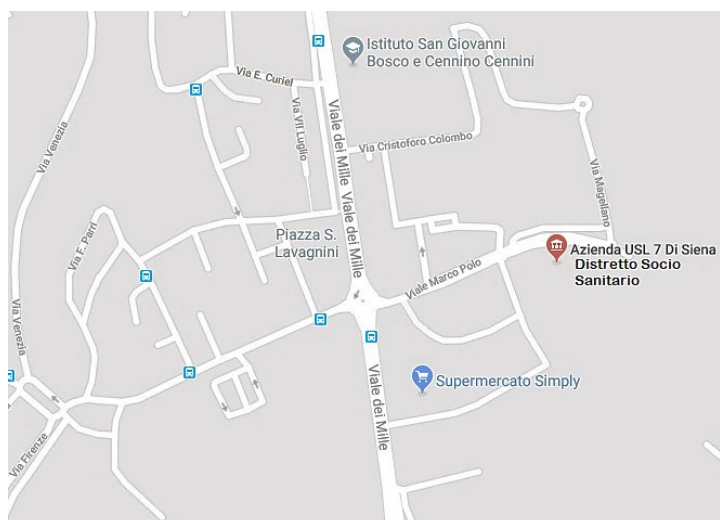 Istituto San Giovanni
Bosco e Cennino Cennini
Via E. Curiel
Via VII Luglio
Viale dei Mille
Viale dei Mille
Via Cristoforo Colombo
Via Venezia
Via Magellano
Via E. Parri
Piazza S.
Lavagnini
Azienda USL 7 Di Siena
Distretto Socio
Sanitario
Viale Marco Polo
Via Venezia
Supermercato Simply
Viale dei Mille
Via Firenze